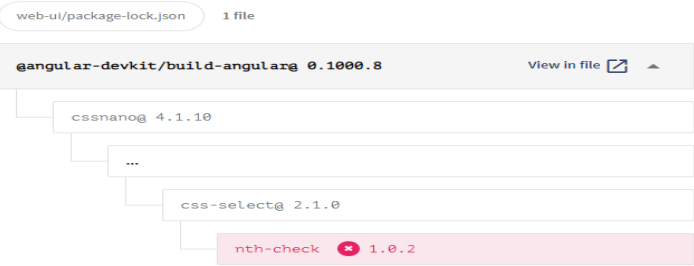 web-ui/package-lock.json 1 file
@angular-devkit/build-angular@ 0.1000.8 View in file
cssnano@ 4.1.10
...
css-select@ 2.1.0
nth-check 1.0.2